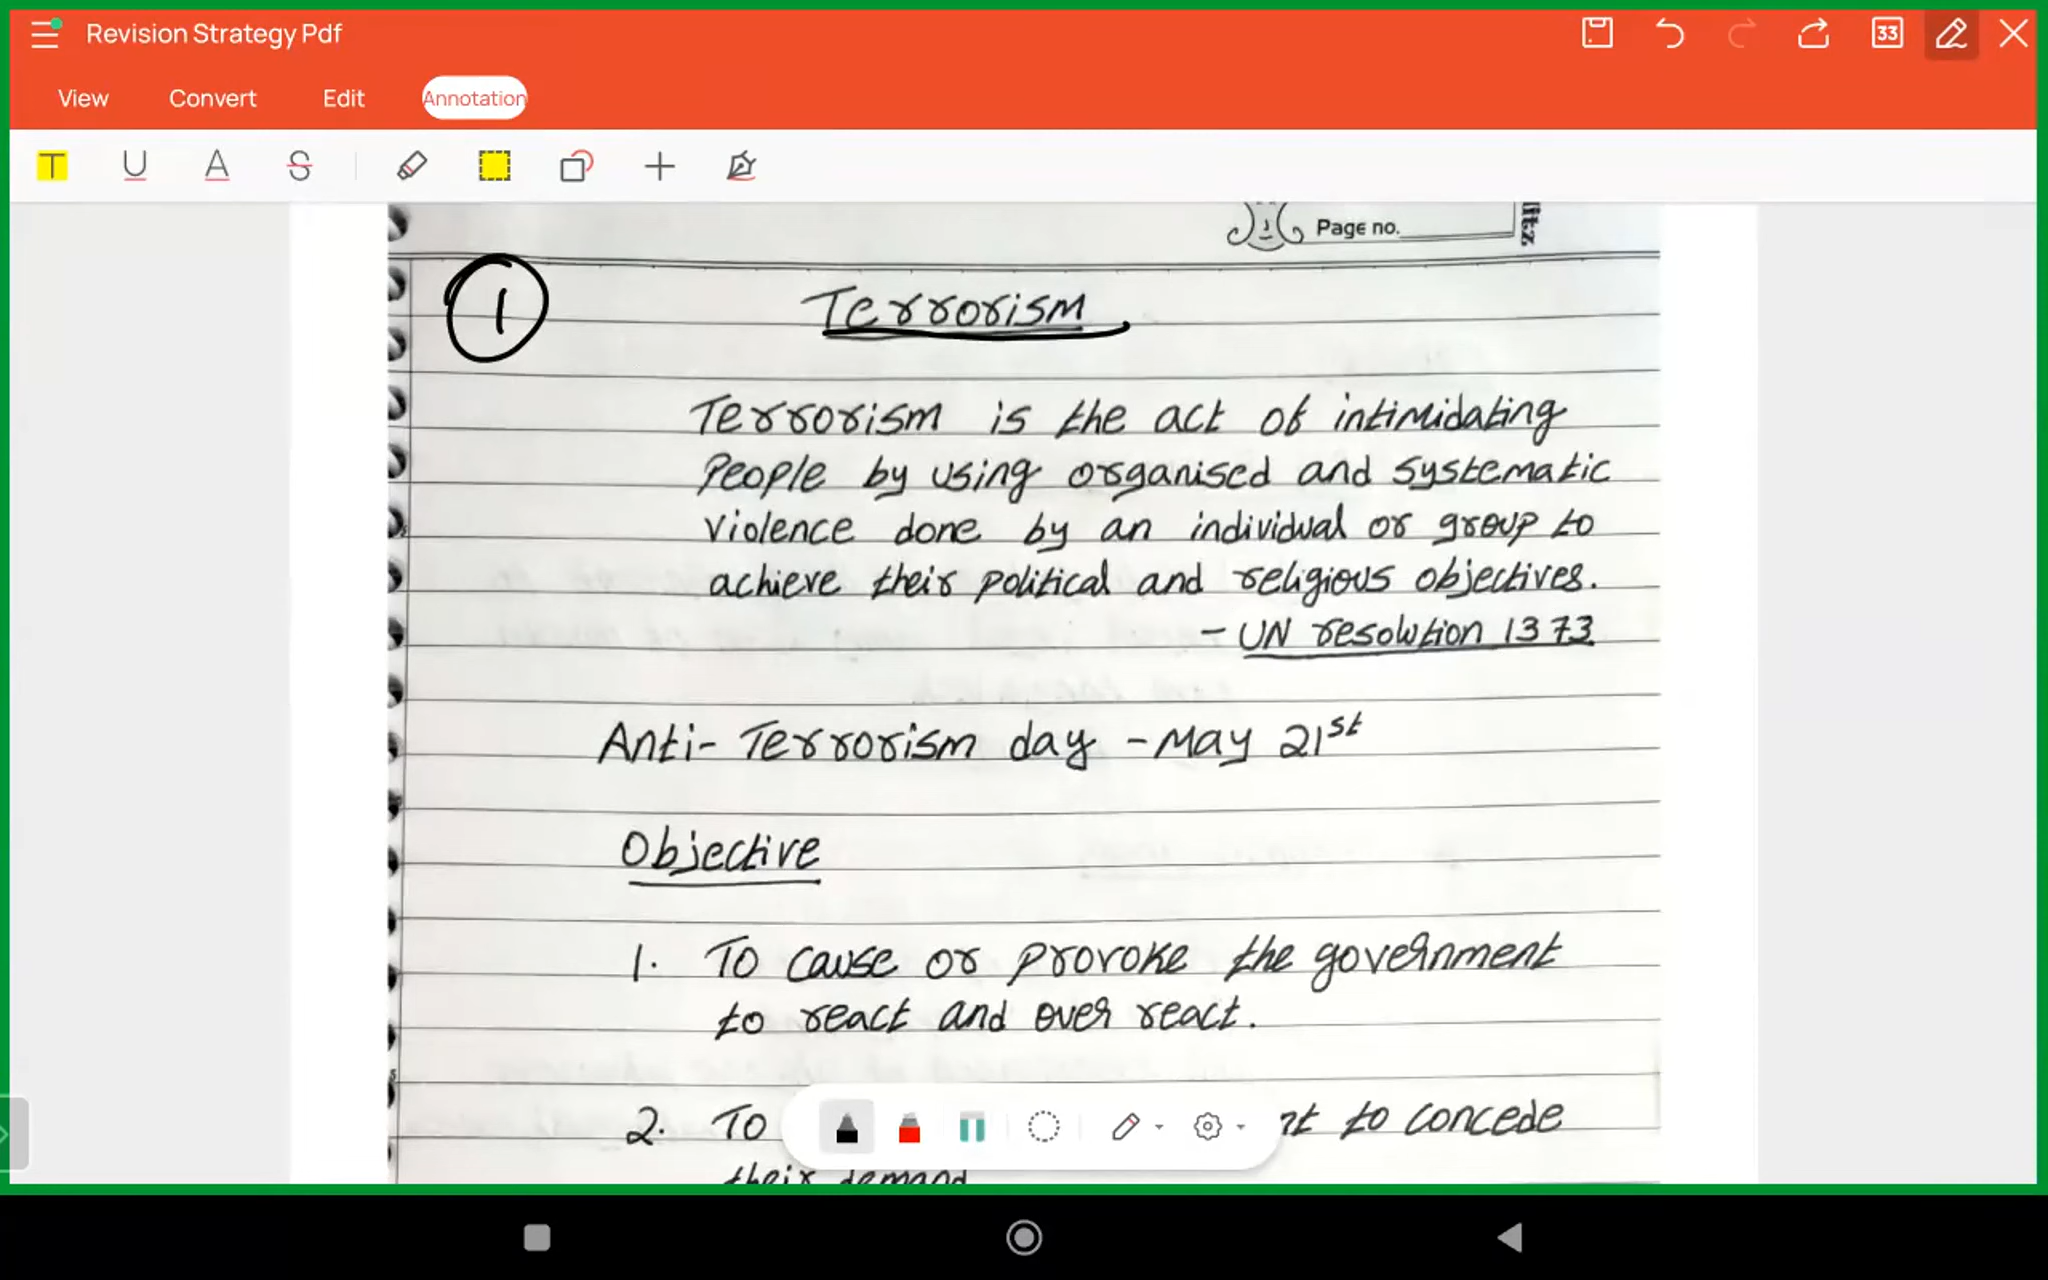 Revision Strategy Pdf
33
View Convert Edit Annotation
T U A S
Page no.
1
Terrorism
Terrorism is the act of intimidating
People by using organised and systematic
violence done by an individual or group to
achieve their political and religious objectives.
- UN resolution 1373
Anti- Terrorism day - May 21st
Objective
1. To cause or provoke the government
to react and over react.
2. To
to concede
their demand